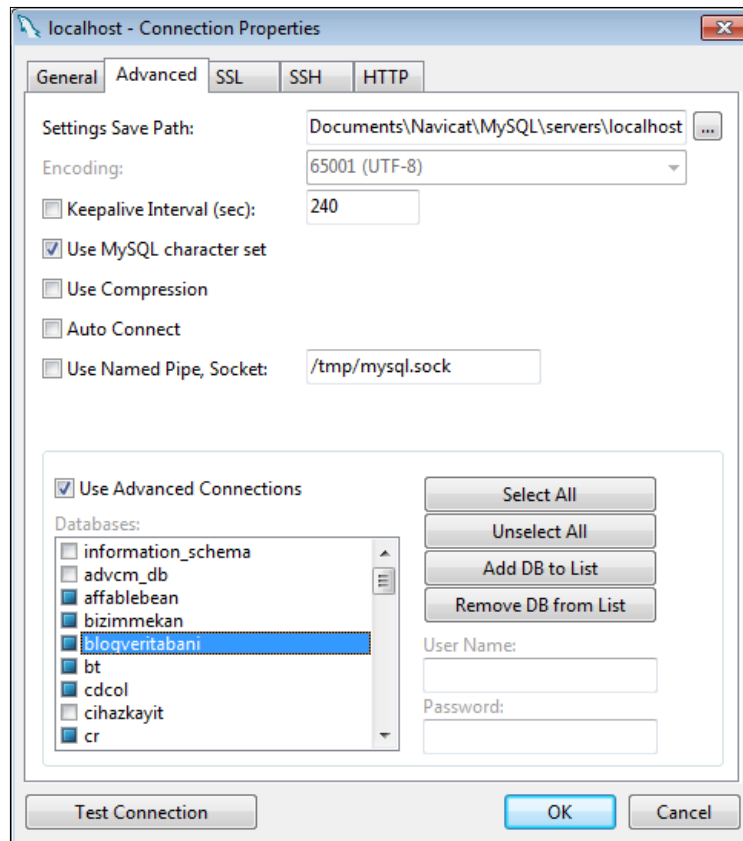 localhost - Connection Properties
General Advanced SSL SSH HTTP
Settings Save Path: Documents\Navicat\MySQL\servers\localhost ...
Encoding: 65001 (UTF-8)
Keepalive Interval (sec): 240
Use MySQL character set
Use Compression
Auto Connect
Use Named Pipe, Socket: /tmp/mysql.sock
Use Advanced Connections
Databases:
information_schema
advcm_db
affablebean
bizimmekan
blogveritabani
bt
cdcol
cihazkayit
cr
Select All
Unselect All
Add DB to List
Remove DB from List
User Name:
Password:
Test Connection OK Cancel